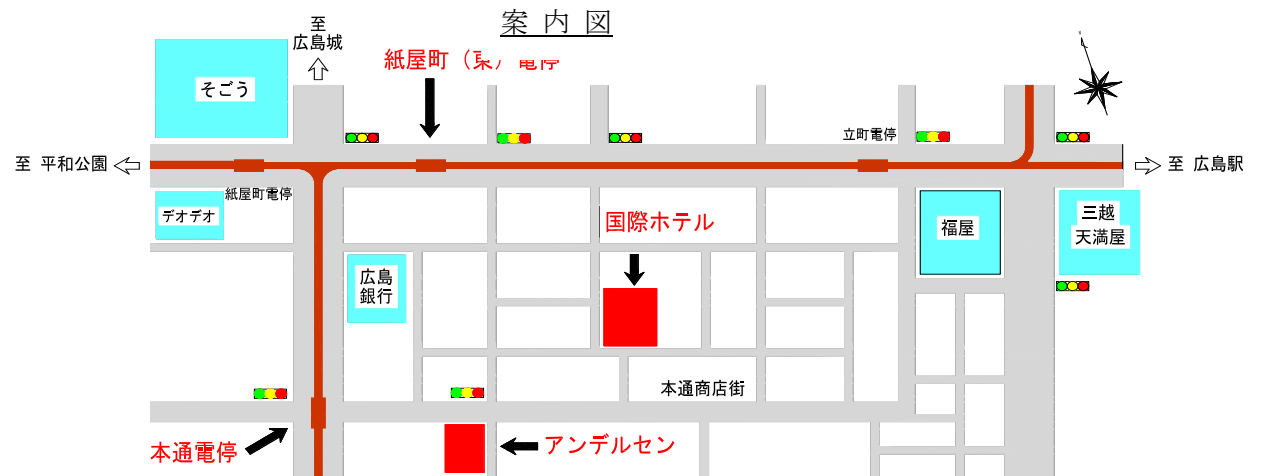 案内図
至
広島城
紙屋町（東）電停
そごう
立町電停
至 平和公園
至 広島駅
紙屋町電停
デオデオ
国際ホテル
福屋
三越
天満屋
広島
銀行
本通商店街
本通電停
アンデルセン